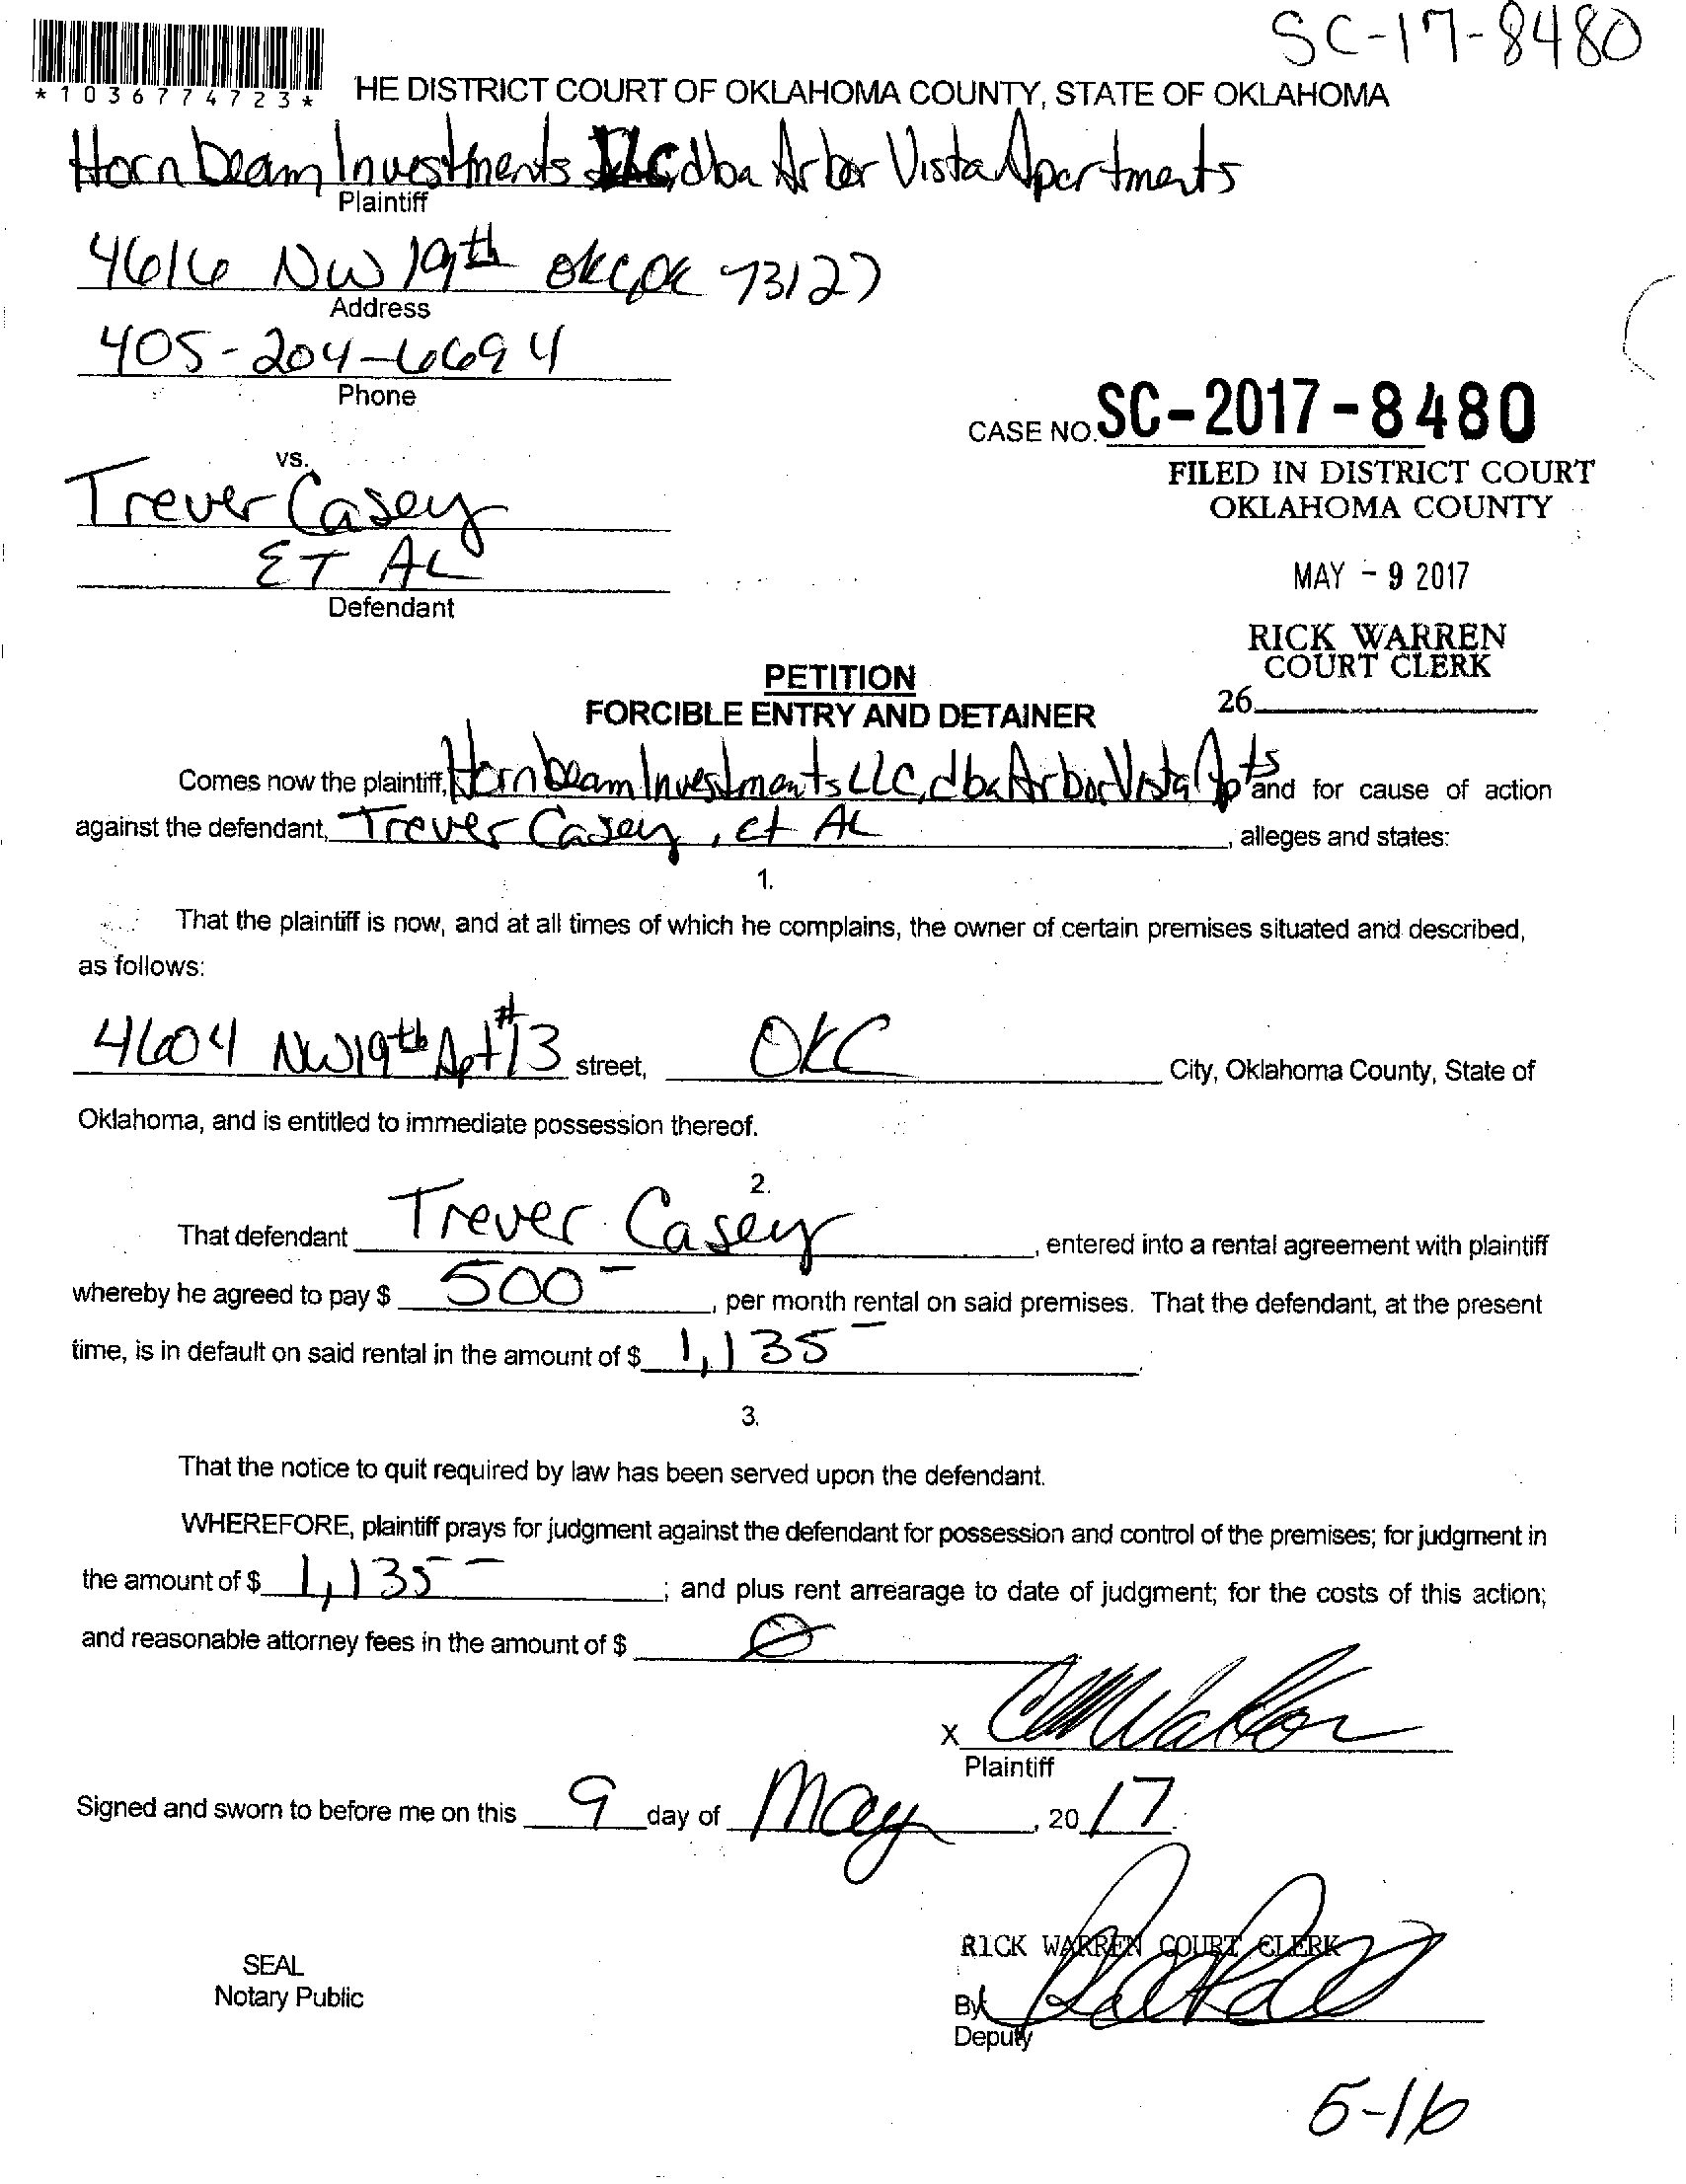 SC-17-8480
*1036774723*
HE DISTRICT COURT OF OKLAHOMA COUNTY, STATE OF OKLAHOMA
Hornbeam Investments LLC, dba Arbor Vista Apartments
Plaintiff
4616 NW 19th OKC, OK 73127
Address
405-204-6694
Phone
CASE NO. SC-2017-8480
vs.
FILED IN DISTRICT COURT
OKLAHOMA COUNTY
Trever Casey
ET AL
Defendant
MAY - 9 2017
RICK WARREN
COURT CLERK
26
PETITION
FORCIBLE ENTRY AND DETAINER
Comes now the plaintiff, Hornbeam Investments LLC, dba Arbor Vista Apts and for cause of action
against the defendant, Trever Casey, et AL, alleges and states:
1.
That the plaintiff is now, and at all times of which he complains, the owner of certain premises situated and described,
as follows:
4604 NW 19th Apt #13 street, OKC City, Oklahoma County, State of
Oklahoma, and is entitled to immediate possession thereof.
2.
That defendant Trever Casey, entered into a rental agreement with plaintiff
whereby he agreed to pay $ 500-, per month rental on said premises. That the defendant, at the present
time, is in default on said rental in the amount of $ 1,135-.
3.
That the notice to quit required by law has been served upon the defendant.
WHEREFORE, plaintiff prays for judgment against the defendant for possession and control of the premises; for judgment in
the amount of $ 1,135-; and plus rent arrearage to date of judgment; for the costs of this action;
and reasonable attorney fees in the amount of $ 0
X
Plaintiff
Signed and sworn to before me on this 9 day of May, 2017.
RICK WARREN COURT CLERK
SEAL
Notary Public
By
Deputy
5-16